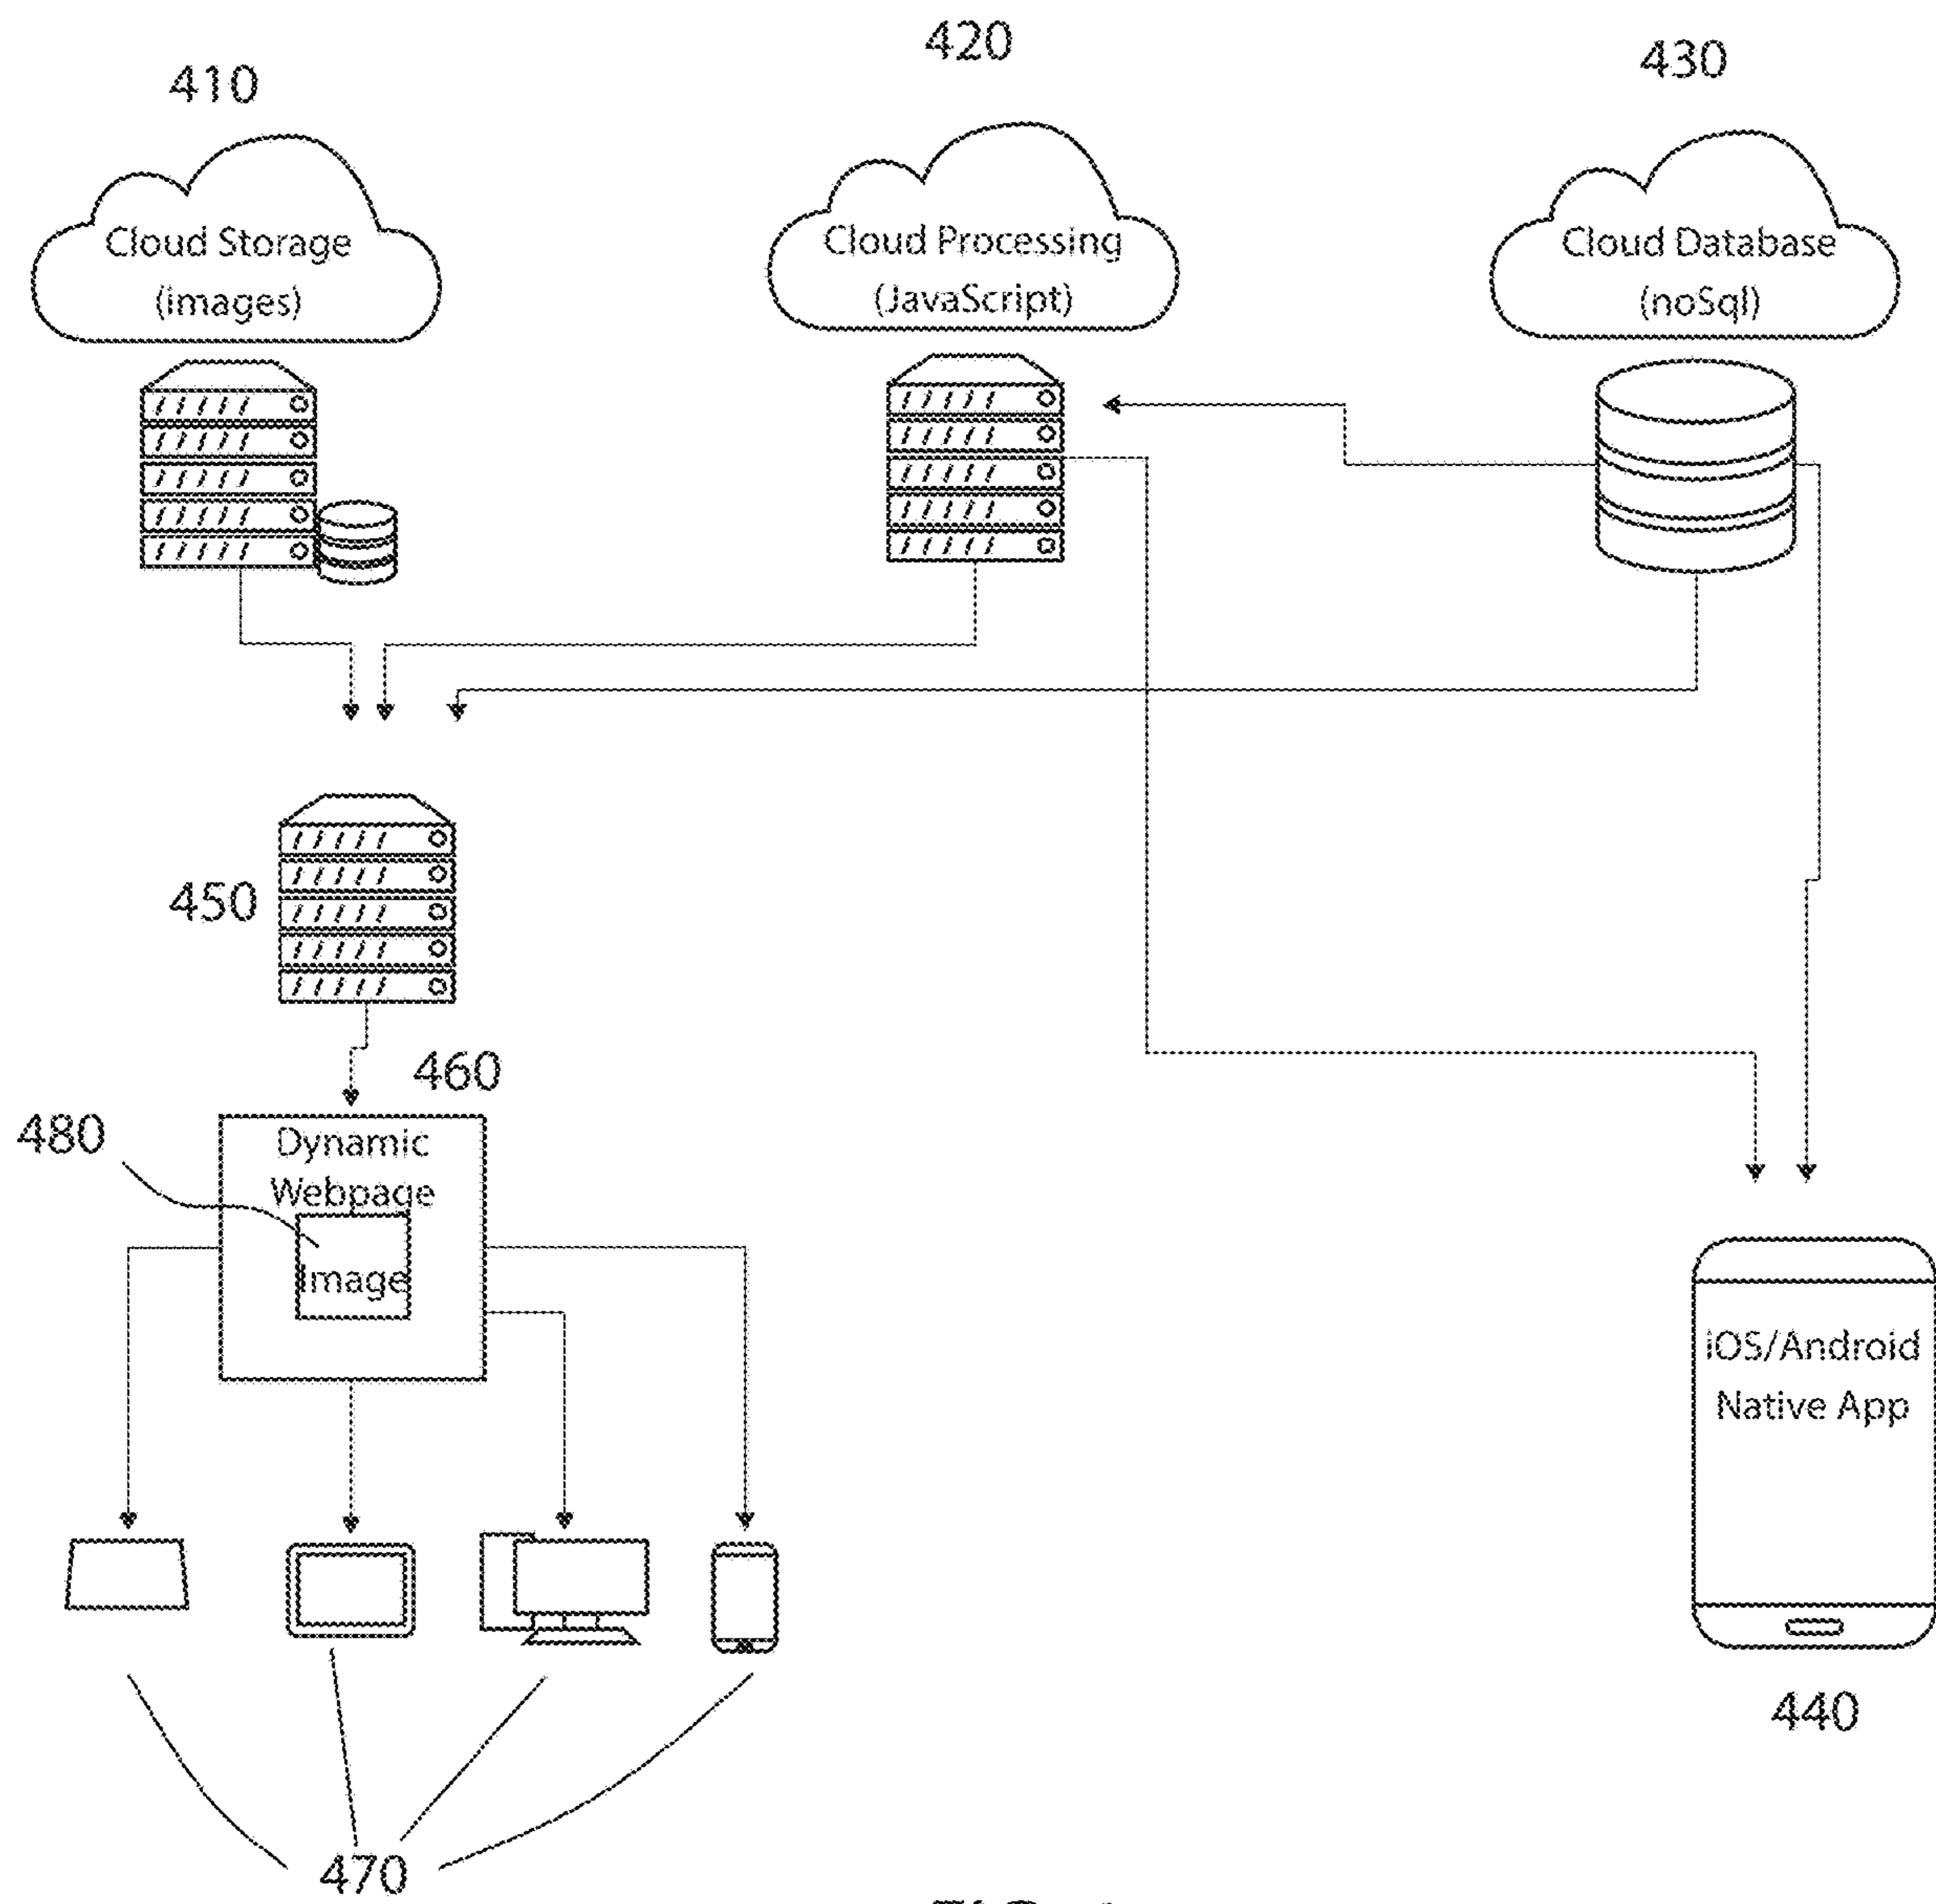 410
420
430
Cloud Storage
(images)
Cloud Processing
(JavaScript)
Cloud Database
(noSql)
450
460
480
Dynamic
Webpage
Image
iOS/Android
Native App
440
470